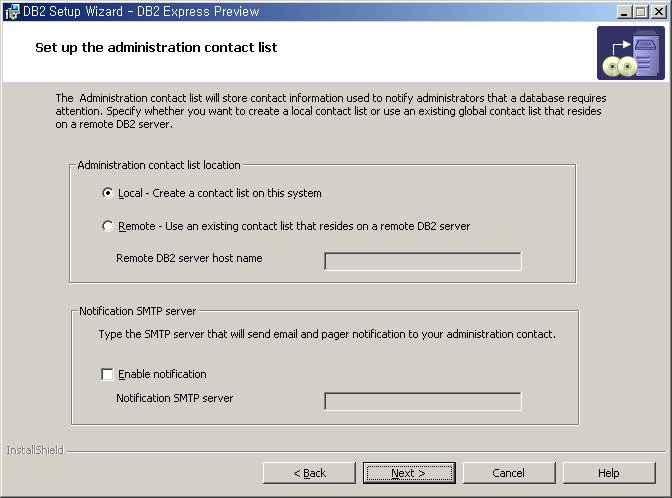 DB2 Setup Wizard - DB2 Express Preview
Set up the administration contact list
The Administration contact list will store contact information used to notify administrators that a database requires
attention. Specify whether you want to create a local contact list or use an existing global contact list that resides
on a remote DB2 server.
Administration contact list location
Local - Create a contact list on this system
Remote - Use an existing contact list that resides on a remote DB2 server
Remote DB2 server host name
Notification SMTP server
Type the SMTP server that will send email and pager notification to your administration contact.
Enable notification
Notification SMTP server
InstallShield
< Back
Next >
Cancel
Help